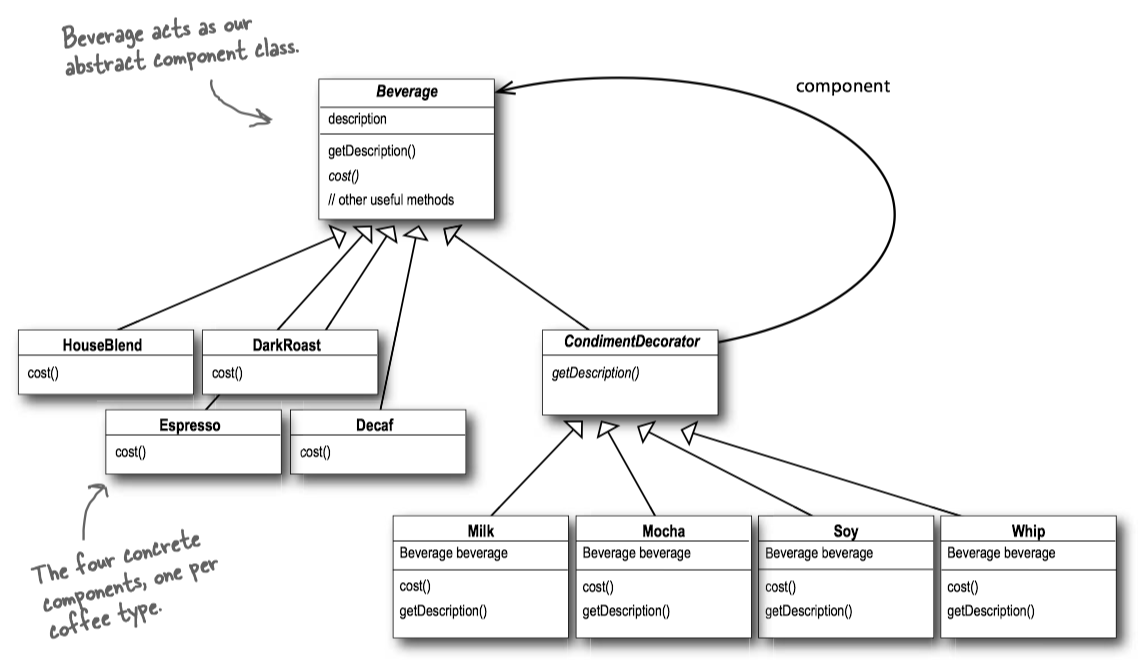 Beverage acts as our
abstract component class.
component
Beverage
description
getDescription()
cost()
// other useful methods
HouseBlend
cost()
DarkRoast
cost()
CondimentDecorator
getDescription()
Espresso
cost()
Decaf
cost()
The four concrete
components, one per
coffee type.
Milk
Beverage beverage
cost()
getDescription()
Mocha
Beverage beverage
cost()
getDescription()
Soy
Beverage beverage
cost()
getDescription()
Whip
Beverage beverage
cost()
getDescription()